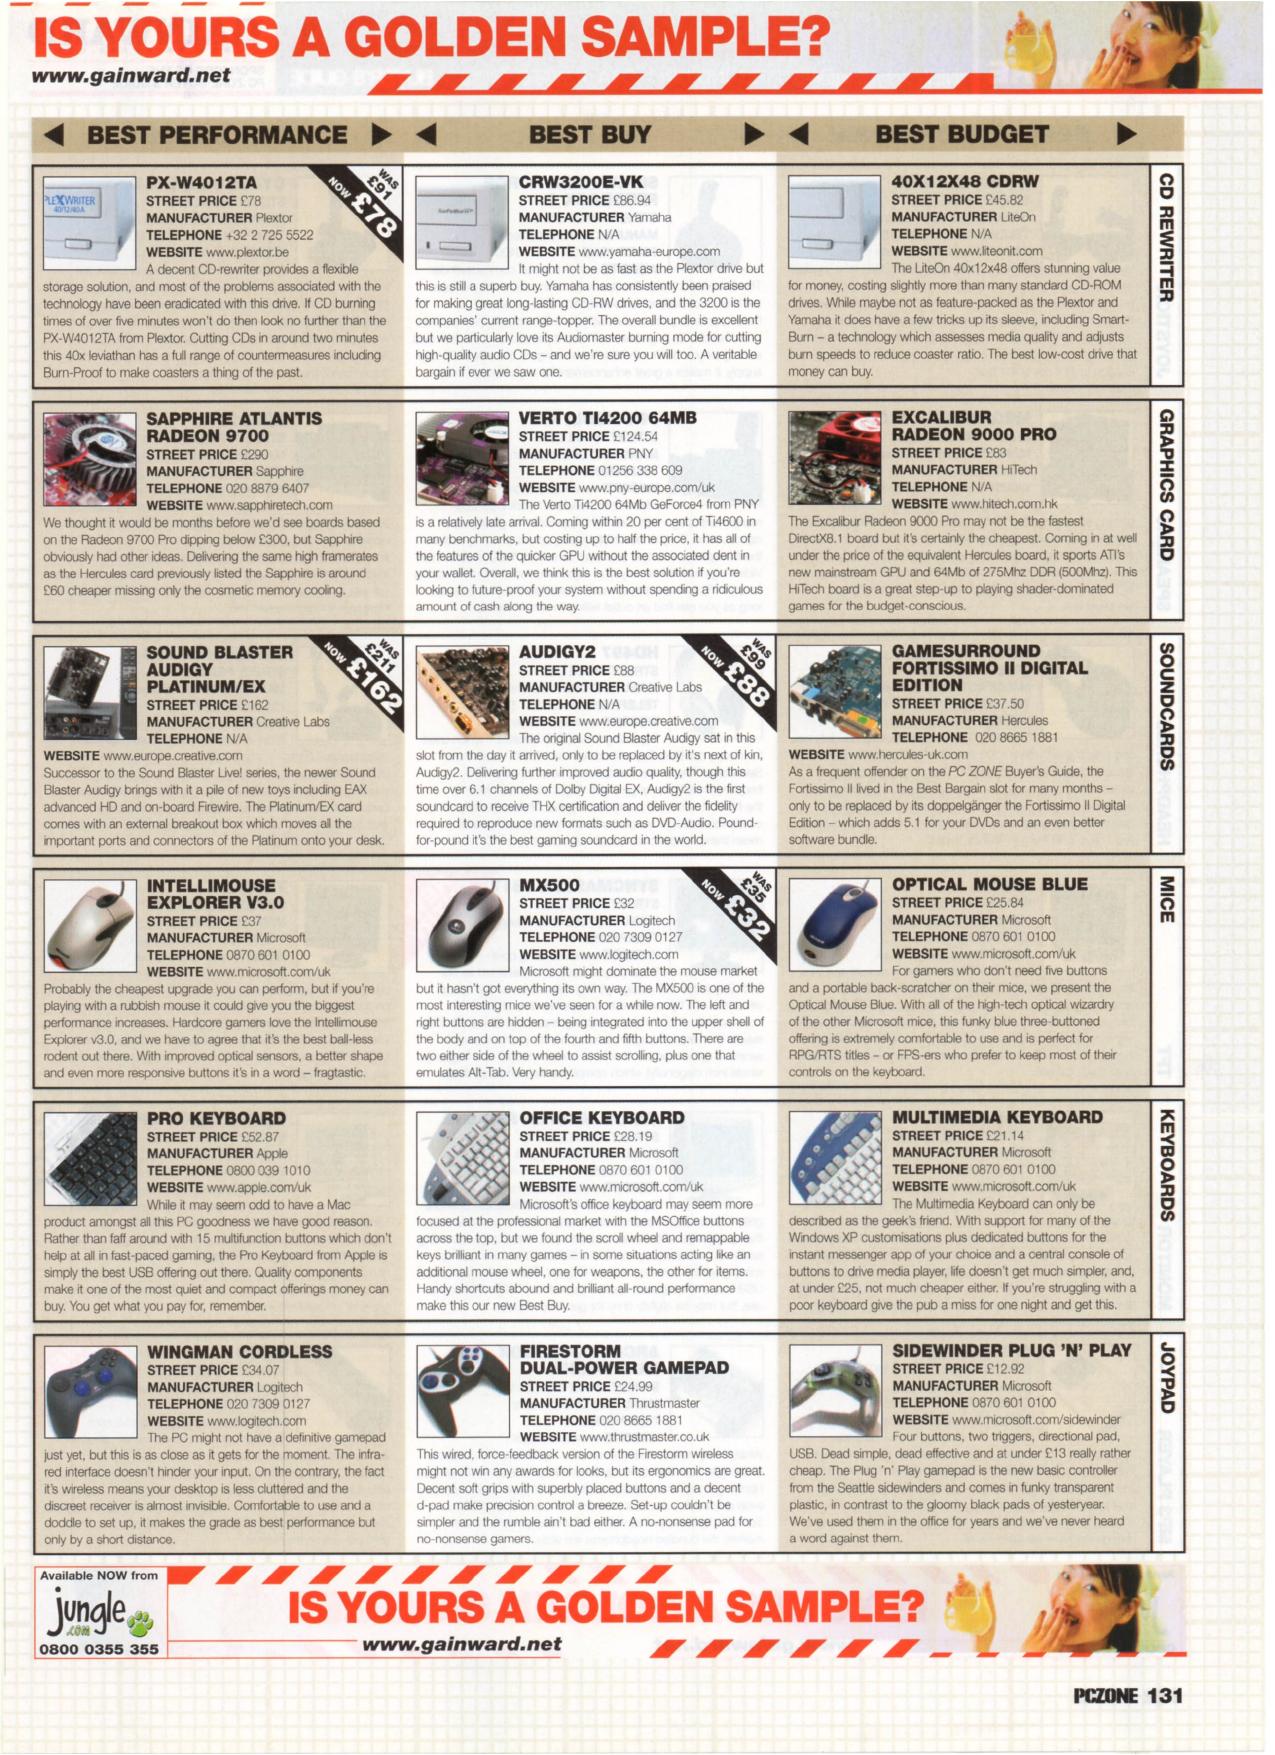 IS YOURS A GOLDEN SAMPLE?
www.gainward.net
BEST PERFORMANCE
BEST BUY
BEST BUDGET
CD REWRITER
PLEXWRITER
40/12/40A
PX-W4012TA
STREET PRICE £78
MANUFACTURER Plextor
TELEPHONE +32 2 725 5522
WEBSITE www.plextor.be
WAS £91
NOW £78
A decent CD-rewriter provides a flexible
storage solution, and most of the problems associated with the
technology have been eradicated with this drive. If CD burning
times of over five minutes won't do then look no further than the
PX-W4012TA from Plextor. Cutting CDs in around two minutes
this 40x leviathan has a full range of countermeasures including
Burn-Proof to make coasters a thing of the past.
CRW3200E-VK
STREET PRICE £86.94
MANUFACTURER Yamaha
TELEPHONE N/A
WEBSITE www.yamaha-europe.com
It might not be as fast as the Plextor drive but
this is still a superb buy. Yamaha has consistently been praised
for making great long-lasting CD-RW drives, and the 3200 is the
companies' current range-topper. The overall bundle is excellent
but we particularly love its Audiomaster burning mode for cutting
high-quality audio CDs – and we're sure you will too. A veritable
bargain if ever we saw one.
40X12X48 CDRW
STREET PRICE £45.82
MANUFACTURER LiteOn
TELEPHONE N/A
WEBSITE www.liteonit.com
The LiteOn 40x12x48 offers stunning value
for money, costing slightly more than many standard CD-ROM
drives. While maybe not as feature-packed as the Plextor and
Yamaha it does have a few tricks up its sleeve, including Smart-
Burn – a technology which assesses media quality and adjusts
burn speeds to reduce coaster ratio. The best low-cost drive that
money can buy.
GRAPHICS CARD
SAPPHIRE ATLANTIS
RADEON 9700
STREET PRICE £290
MANUFACTURER Sapphire
TELEPHONE 020 8879 6407
WEBSITE www.sapphiretech.com
We thought it would be months before we'd see boards based
on the Radeon 9700 Pro dipping below £300, but Sapphire
obviously had other ideas. Delivering the same high framerates
as the Hercules card previously listed the Sapphire is around
£60 cheaper missing only the cosmetic memory cooling.
VERTO TI4200 64MB
STREET PRICE £124.54
MANUFACTURER PNY
TELEPHONE 01256 338 609
WEBSITE www.pny-europe.com/uk
The Verto Ti4200 64Mb GeForce4 from PNY
is a relatively late arrival. Coming within 20 per cent of Ti4600 in
many benchmarks, but costing up to half the price, it has all of
the features of the quicker GPU without the associated dent in
your wallet. Overall, we think this is the best solution if you're
looking to future-proof your system without spending a ridiculous
amount of cash along the way.
EXCALIBUR
RADEON 9000 PRO
STREET PRICE £83
MANUFACTURER HiTech
TELEPHONE N/A
WEBSITE www.hitech.com.hk
The Excalibur Radeon 9000 Pro may not be the fastest
DirectX8.1 board but it's certainly the cheapest. Coming in at well
under the price of the equivalent Hercules board, it sports ATI's
new mainstream GPU and 64Mb of 275Mhz DDR (500Mhz). This
HiTech board is a great step-up to playing shader-dominated
games for the budget-conscious.
SOUNDCARDS
SOUND BLASTER
AUDIGY
PLATINUM/EX
STREET PRICE £162
MANUFACTURER Creative Labs
TELEPHONE N/A
WEBSITE www.europe.creative.com
WAS £211
NOW £162
Successor to the Sound Blaster Live! series, the newer Sound
Blaster Audigy brings with it a pile of new toys including EAX
advanced HD and on-board Firewire. The Platinum/EX card
comes with an external breakout box which moves all the
important ports and connectors of the Platinum onto your desk.
AUDIGY2
STREET PRICE £88
MANUFACTURER Creative Labs
TELEPHONE N/A
WEBSITE www.europe.creative.com
WAS £99
NOW £88
The original Sound Blaster Audigy sat in this
slot from the day it arrived, only to be replaced by it's next of kin,
Audigy2. Delivering further improved audio quality, though this
time over 6.1 channels of Dolby Digital EX, Audigy2 is the first
soundcard to receive THX certification and deliver the fidelity
required to reproduce new formats such as DVD-Audio. Pound-
for-pound it's the best gaming soundcard in the world.
GAMESURROUND
FORTISSIMO II DIGITAL
EDITION
STREET PRICE £37.50
MANUFACTURER Hercules
TELEPHONE 020 8665 1881
WEBSITE www.hercules-uk.com
As a frequent offender on the PC ZONE Buyer's Guide, the
Fortissimo II lived in the Best Bargain slot for many months –
only to be replaced by its doppelgänger the Fortissimo II Digital
Edition – which adds 5.1 for your DVDs and an even better
software bundle.
MICE
INTELLIMOUSE
EXPLORER V3.0
STREET PRICE £37
MANUFACTURER Microsoft
TELEPHONE 0870 601 0100
WEBSITE www.microsoft.com/uk
Probably the cheapest upgrade you can perform, but if you're
playing with a rubbish mouse it could give you the biggest
performance increases. Hardcore gamers love the Intellimouse
Explorer v3.0, and we have to agree that it's the best ball-less
rodent out there. With improved optical sensors, a better shape
and even more responsive buttons it's in a word – fragtastic.
MX500
STREET PRICE £32
MANUFACTURER Logitech
TELEPHONE 020 7309 0127
WEBSITE www.logitech.com
WAS £35
NOW £32
Microsoft might dominate the mouse market
but it hasn't got everything its own way. The MX500 is one of the
most interesting mice we've seen for a while now. The left and
right buttons are hidden – being integrated into the upper shell of
the body and on top of the fourth and fifth buttons. There are
two either side of the wheel to assist scrolling, plus one that
emulates Alt-Tab. Very handy.
OPTICAL MOUSE BLUE
STREET PRICE £25.84
MANUFACTURER Microsoft
TELEPHONE 0870 601 0100
WEBSITE www.microsoft.com/uk
For gamers who don't need five buttons
and a portable back-scratcher on their mice, we present the
Optical Mouse Blue. With all of the high-tech optical wizardry
of the other Microsoft mice, this funky blue three-buttoned
offering is extremely comfortable to use and is perfect for
RPG/RTS titles – or FPS-ers who prefer to keep most of their
controls on the keyboard.
KEYBOARDS
PRO KEYBOARD
STREET PRICE £52.87
MANUFACTURER Apple
TELEPHONE 0800 039 1010
WEBSITE www.apple.com/uk
While it may seem odd to have a Mac
product amongst all this PC goodness we have good reason.
Rather than faff around with 15 multifunction buttons which don't
help at all in fast-paced gaming, the Pro Keyboard from Apple is
simply the best USB offering out there. Quality components
make it one of the most quiet and compact offerings money can
buy. You get what you pay for, remember.
OFFICE KEYBOARD
STREET PRICE £28.19
MANUFACTURER Microsoft
TELEPHONE 0870 601 0100
WEBSITE www.microsoft.com/uk
Microsoft's office keyboard may seem more
focused at the professional market with the MSOffice buttons
across the top, but we found the scroll wheel and remappable
keys brilliant in many games – in some situations acting like an
additional mouse wheel, one for weapons, the other for items.
Handy shortcuts abound and brilliant all-round performance
make this our new Best Buy.
MULTIMEDIA KEYBOARD
STREET PRICE £21.14
MANUFACTURER Microsoft
TELEPHONE 0870 601 0100
WEBSITE www.microsoft.com/uk
The Multimedia Keyboard can only be
described as the geek's friend. With support for many of the
Windows XP customisations plus dedicated buttons for the
instant messenger app of your choice and a central console of
buttons to drive media player, life doesn't get much simpler, and,
at under £25, not much cheaper either. If you're struggling with a
poor keyboard give the pub a miss for one night and get this.
JOYPAD
WINGMAN CORDLESS
STREET PRICE £34.07
MANUFACTURER Logitech
TELEPHONE 020 7309 0127
WEBSITE www.logitech.com
The PC might not have a definitive gamepad
just yet, but this is as close as it gets for the moment. The infra-
red interface doesn't hinder your input. On the contrary, the fact
it's wireless means your desktop is less cluttered and the
discreet receiver is almost invisible. Comfortable to use and a
doddle to set up, it makes the grade as best performance but
only by a short distance.
FIRESTORM
DUAL-POWER GAMEPAD
STREET PRICE £24.99
MANUFACTURER Thrustmaster
TELEPHONE 020 8665 1881
WEBSITE www.thrustmaster.co.uk
This wired, force-feedback version of the Firestorm wireless
might not win any awards for looks, but its ergonomics are great.
Decent soft grips with superbly placed buttons and a decent
d-pad make precision control a breeze. Set-up couldn't be
simpler and the rumble ain't bad either. A no-nonsense pad for
no-nonsense gamers.
SIDEWINDER PLUG 'N' PLAY
STREET PRICE £12.92
MANUFACTURER Microsoft
TELEPHONE 0870 601 0100
WEBSITE www.microsoft.com/sidewinder
Four buttons, two triggers, directional pad,
USB. Dead simple, dead effective and at under £13 really rather
cheap. The Plug 'n' Play gamepad is the new basic controller
from the Seattle sidewinders and comes in funky transparent
plastic, in contrast to the gloomy black pads of yesteryear.
We've used them in the office for years and we've never heard
a word against them.
Available NOW from
jungle
.com
0800 0355 355
IS YOURS A GOLDEN SAMPLE?
www.gainward.net
PCZONE 131